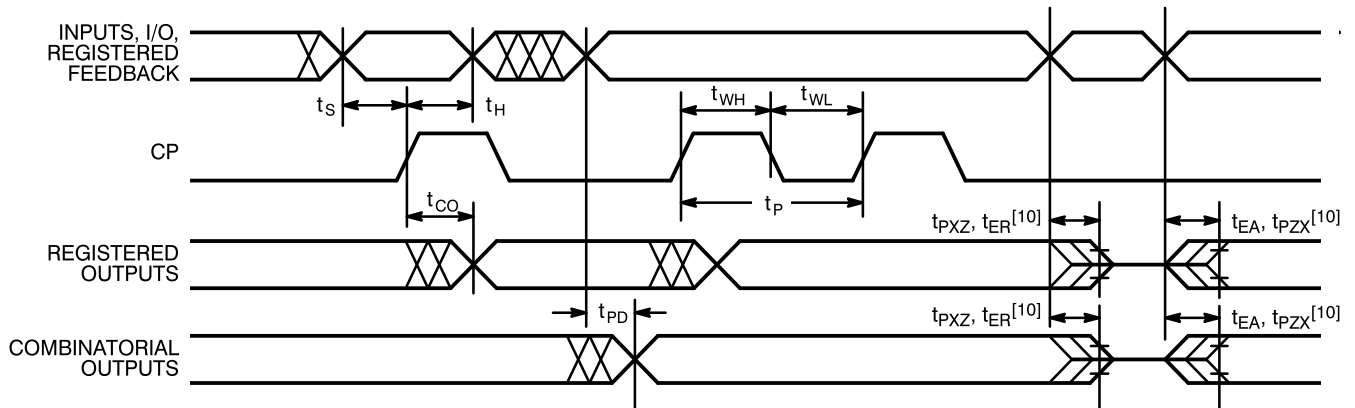 INPUTS, I/O,
REGISTERED
FEEDBACK
tS
tH
tWH
tWL
CP
tCO
tP
tPXZ, tER[10]
tEA, tPZX[10]
REGISTERED
OUTPUTS
tPD
tPXZ, tER[10]
tEA, tPZX[10]
COMBINATORIAL
OUTPUTS